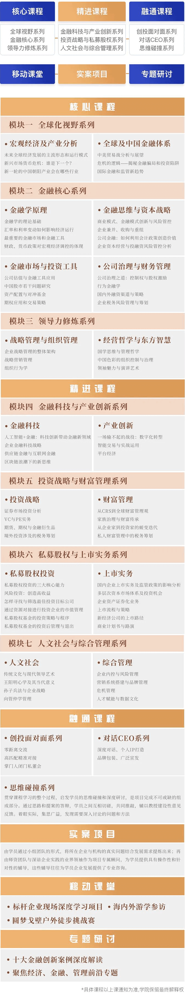 核心课程 精进课程 融通课程
全球视野系列 金融科技与产业创新系列 创投面对面系列
金融核心系列 投资战略与私募股权系列 对话CEO系列
领导力修炼系列 人文社会与综合管理系列 思维碰撞系列
移动课堂 实案项目 专题研讨
核心课程
模块一 全球化视野系列
• 宏观经济及产业分析
未来全球经济发展的主流形态和运行模式
新兴市场货币危机：谁是下一个？
新一轮的中国朝阳产业会在哪些行业
• 全球及中国金融体系
中美贸易战分析与展望
危机的逻辑——揭秘金融骗局和投资陷阱
国际金融和监管新趋势
模块二 金融核心系列
• 金融学原理
金融学的理论基础
汇率和利率变动如何影响经济运行
最重要的金融市场和金融工具
财政、货币政策对宏观经济调控的体现
• 金融思维与资本战略
商业模式、金融模式创新与风险管控
企业兼并、收购与重组
公司金融：如何利用会计政策创造价值
企业资本经营与投融资风险管控分析
• 金融市场与投资工具
公司估值与金融工具应用
中国股市若干问题研究
资产配置与对冲基金
期权应用和交易策略
• 公司治理与财务管理
公司治理之道：控制权与股权激励
行为金融学
国内外融资渠道与策略
企业税务风险管理与筹划
模块三 领导力修炼系列
• 战略管理与组织管理
企业战略管理的整体架构
战略营销管理
组织行为学
• 经营哲学与东方智慧
国学思维与管理哲学
中国色彩的组织控制与治理
领袖魅力与演讲艺术
精进课程
模块四 金融科技与产业创新系列
• 金融科技
人工智能+金融：科技创新带动金融新领域
企业金融科技战略
供应链金融与互联网金融
区块链浪潮下的新思维
• 产业创新
一场输不起的战役：数字化转型
智能交易与实战运用
平台经济
模块五 投资战略与财富管理系列
• 投资战略
证券市场投资分析
VC与PE实务
期货、期权与金融衍生品
境外投资涉及的税务筹划
• 财富管理
从CRS到全球财富管理观
家族治理与财富传承
从企业家到投资家的蜕变迭代
私人财富管理中的税务筹划
模块六 私募股权与上市实务系列
• 私募股权投资
私募股权投资的三大核心能力
风险投资：创造高收益
怎样寻找与筛选最佳投资目标公司
通过资源对接进行投资企业的市值管理
私募股权基金的投资策略与程序
私募股权基金的投资后管理与退出
• 上市实务
国内企业上市实务及监管政策的影响分析
多层次资本市场体系及投资机会
企业资产证券化业务
上市流程与策略
新经济公司的上市路径
商业计划书与路演
模块七 人文社会与综合管理系列
• 人文社会
传统文化与现代领导艺术
王阳明心学及其当代意义
孙子兵法与企业战略
向管仲学管理
• 综合管理
企业内控与风险管理
营销系统搭建与品牌管理
危机管理
人才赋能与数据文化
融通课程
• 创投面对面系列
零距离交流
高匹配精准对接
掌门人闭门私董会
• 对话CEO系列
深度对话、个人IP打造
品牌包装、广泛宣发
• 思维碰撞系列
贯穿课程学习的整个过程，启发学员的思维碰撞和深度研讨，是项目完成不可或缺的组
成部分。通过思路和提案的答辩，学员之间互相切磋，共同推敲，辅以教授建设性意见
反馈。着眼实际，集思广益，发现需要深入讨论的问题和方法
实案项目
由学员通过小组团队的形式，将所在企业与机构的真实问题结合发展需求提炼出来；再
由师资团队与深谙企业实践的业界领袖作为项目专属顾问，为学员提供具有操作性和针
对性的辅导，这些辅导往往为学员企业发展提供了专业咨询。
移动课堂
• 标杆企业现场深度学习项目 • 海内外游学参访
• 圆梦戈壁户外徒步挑战赛
专题研讨
• 十大金融创新案例深度解读
• 聚焦经济、金融、管理前沿专题
*具体课程以上课通知为准,学院保留最终解释权